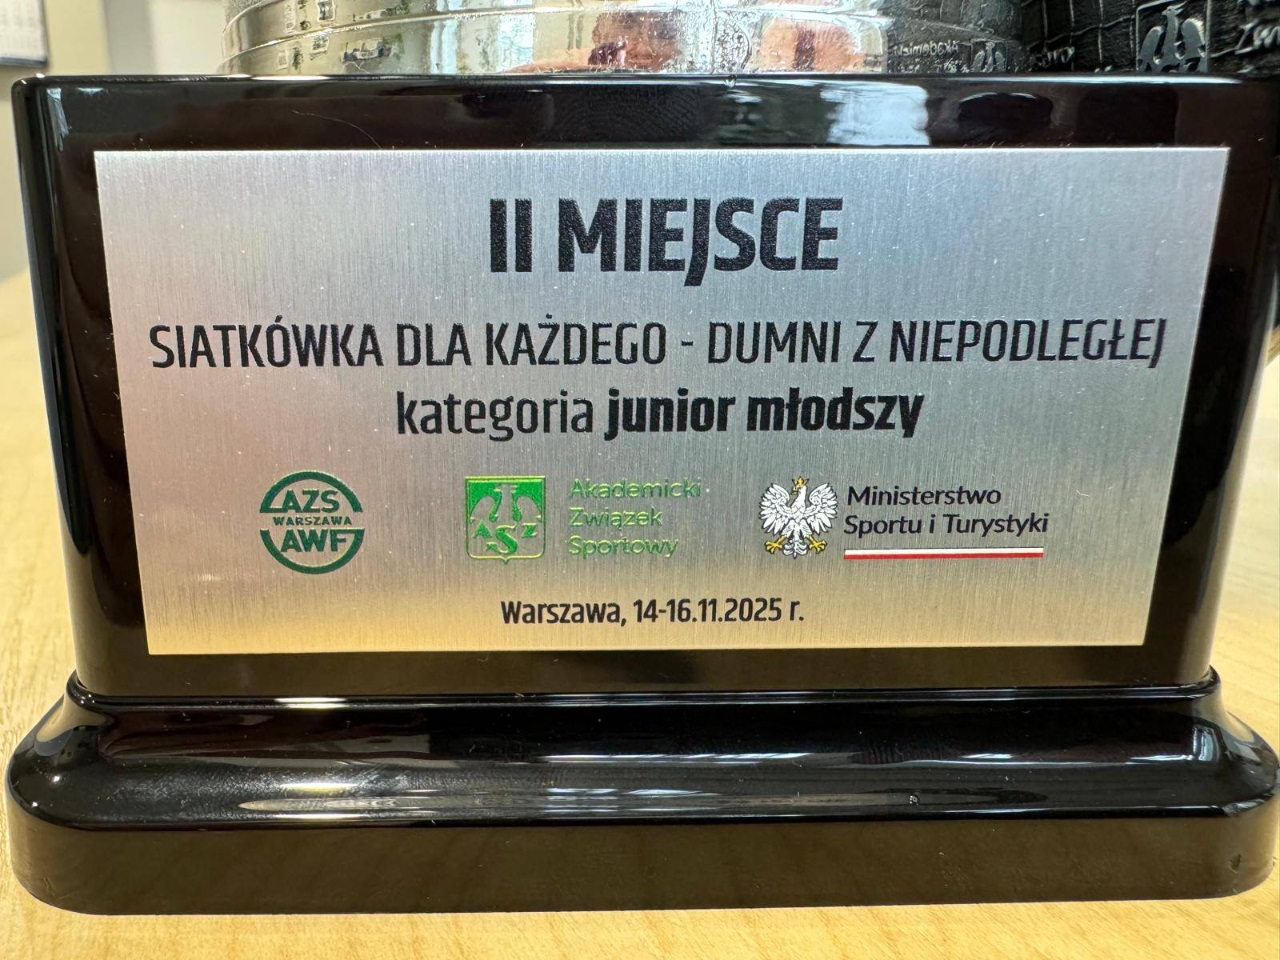 II MIEJSCE
SIATKÓWKA DLA KAŻDEGO - DUMNI Z NIEPODLEGŁEJ
kategoria junior młodszy
AZS
WARSZAWA
AWF
AZS
Akademicki
Związek
Sportowy
Ministerstwo
Sportu i Turystyki
Warszawa, 14-16.11.2025 r.